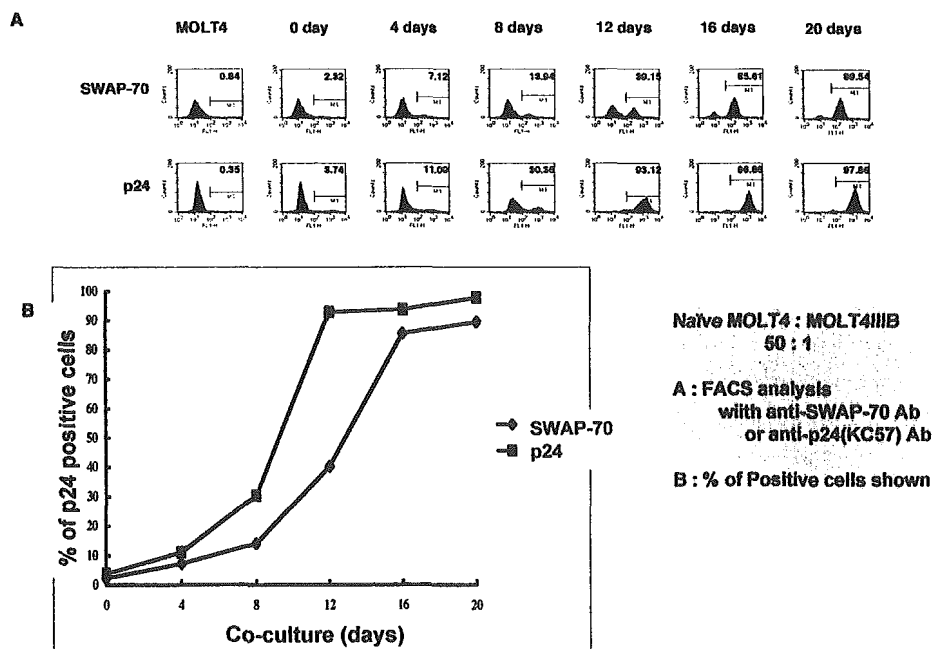 A
MOLT4 0 day 4 days 8 days 12 days 16 days 20 days
SWAP-70
0.84 2.32 7.12 13.94 39.15 85.61 89.54
p24
0.35 3.74 11.00 30.36 93.12 97.86
B
% of p24 positive cells
100
90
80
70
60
50
40
30
20
10
0
0 4 8 12 16 20
Co-culture (days)
SWAP-70
p24
Naïve MOLT4 : MOLT4IIIB
50 : 1
A : FACS analysis
wiith anti-SWAP-70 Ab
or anti-p24(KC57) Ab
B : % of Positive cells shown